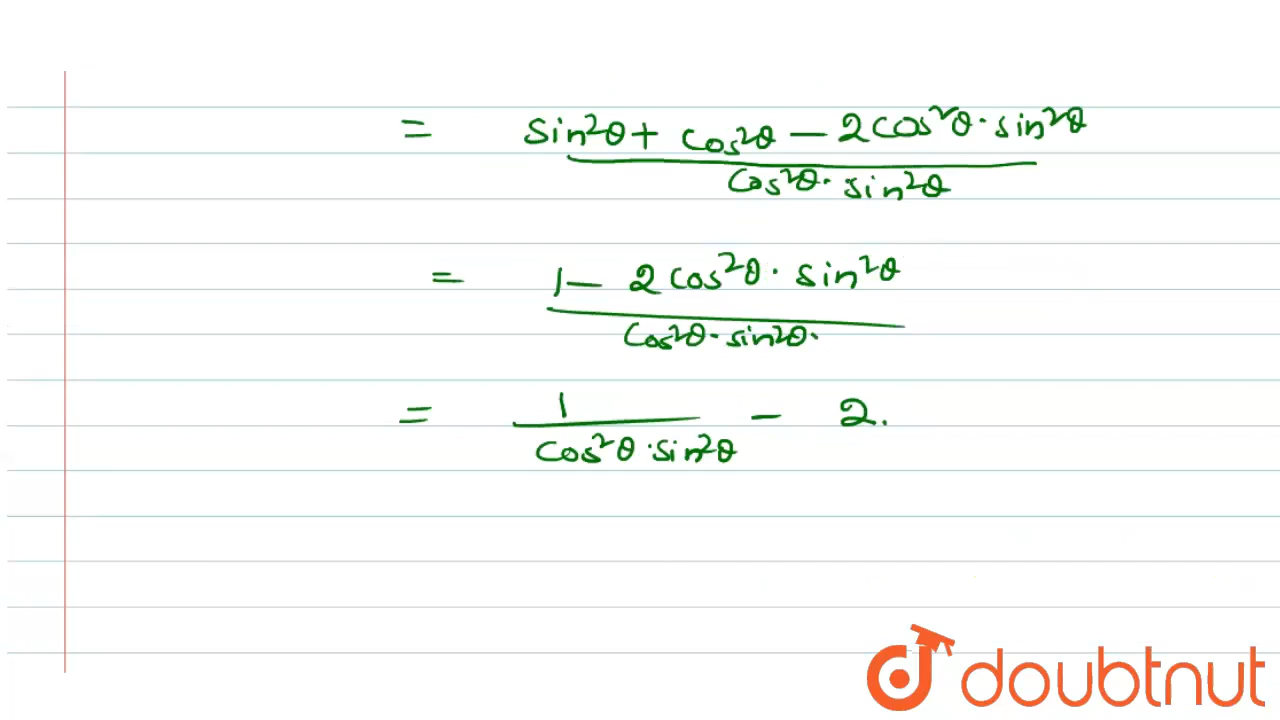 = sin²θ + cos²θ − 2cos²θ · sin²θ
cos²θ · sin²θ
= 1 − 2cos²θ · sin²θ
cos²θ · sin²θ.
= 1 − 2.
cos²θ · sin²θ
doubtnut